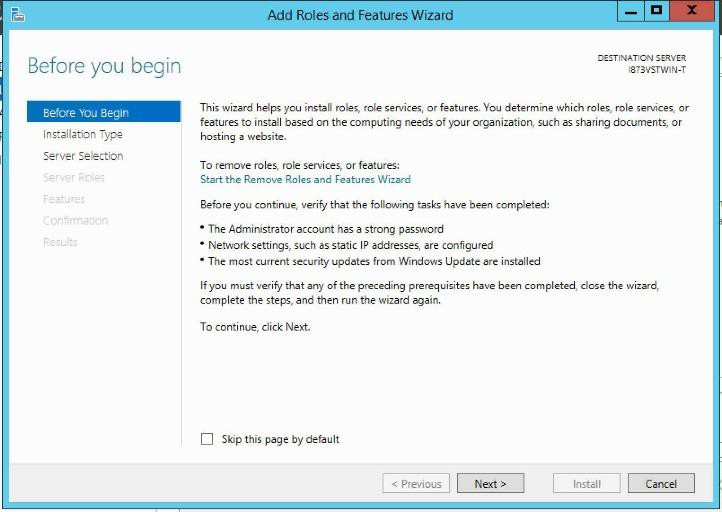 Add Roles and Features Wizard
X
Before you begin
DESTINATION SERVER
I873VSTWIN-T
Before You Begin
Installation Type
Server Selection
Server Roles
Features
Confirmation
Results
This wizard helps you install roles, role services, or features. You determine which roles, role services, or
features to install based on the computing needs of your organization, such as sharing documents, or
hosting a website.
To remove roles, role services, or features:
Start the Remove Roles and Features Wizard
Before you continue, verify that the following tasks have been completed:
• The Administrator account has a strong password
• Network settings, such as static IP addresses, are configured
• The most current security updates from Windows Update are installed
If you must verify that any of the preceding prerequisites have been completed, close the wizard,
complete the steps, and then run the wizard again.
To continue, click Next.
Skip this page by default
< Previous
Next >
Install
Cancel